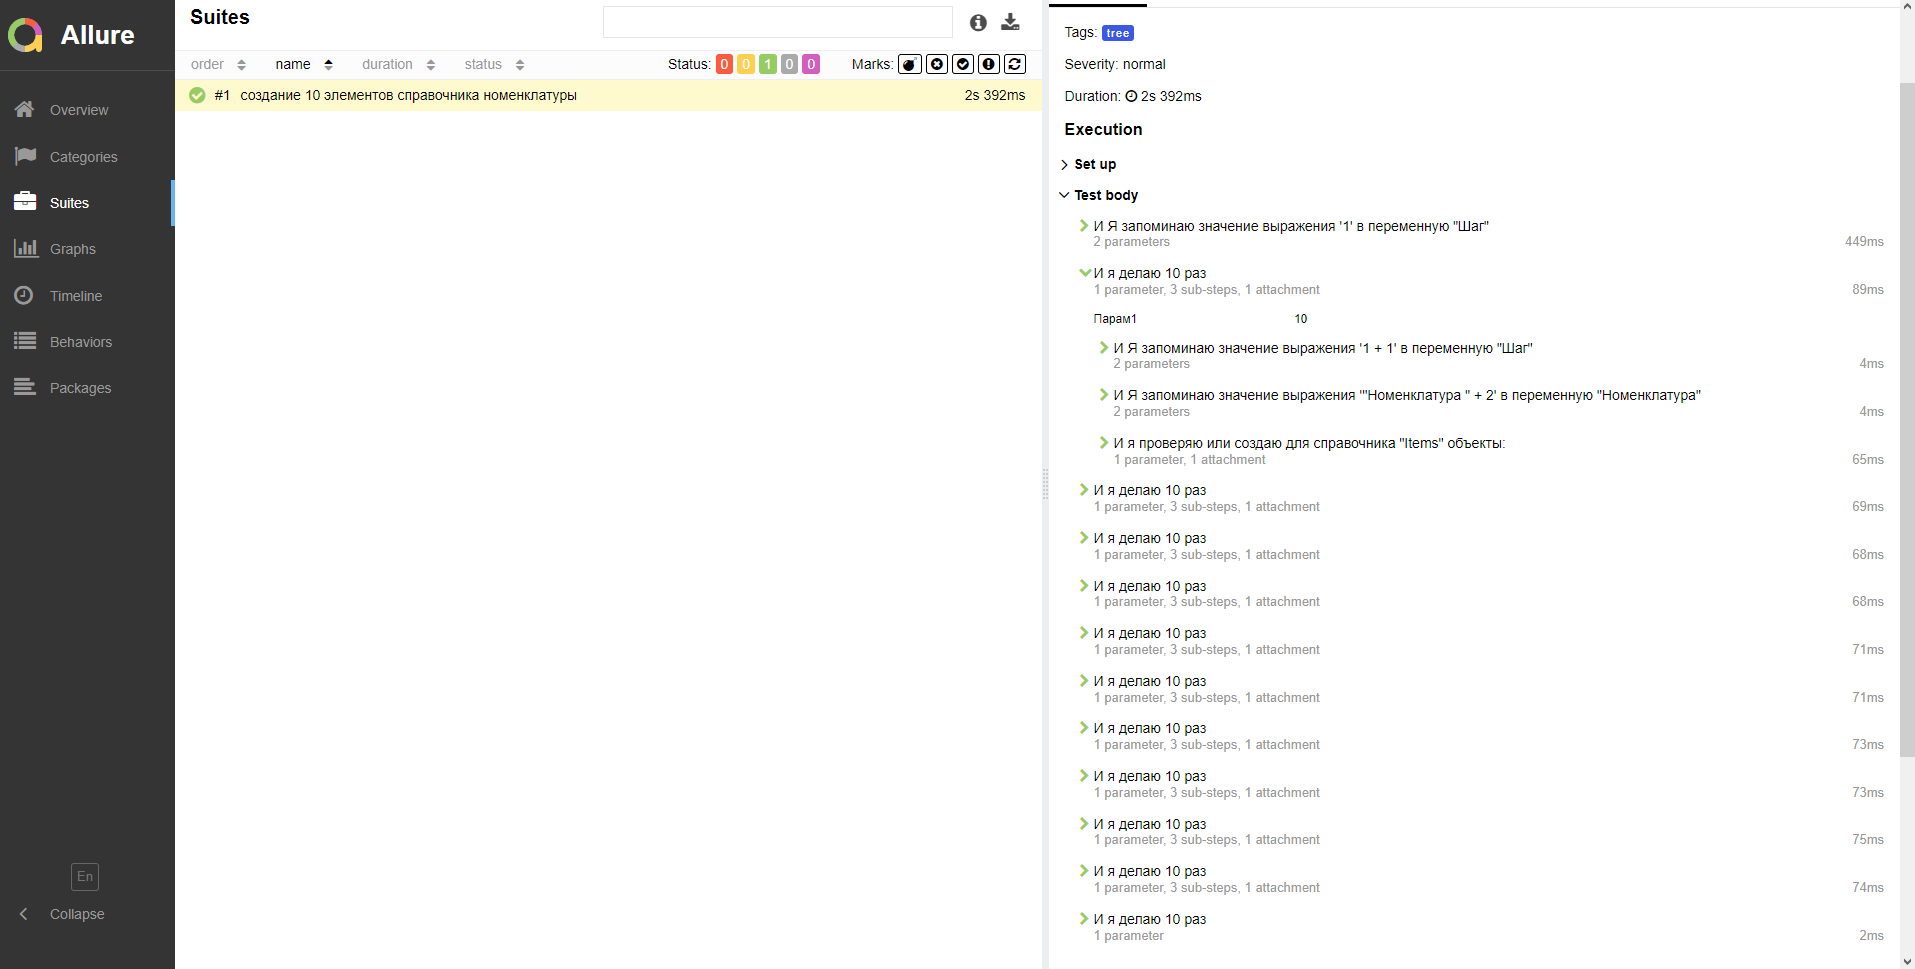 Allure
Overview
Categories
Suites
Graphs
Timeline
Behaviors
Packages
En
Collapse
Suites
order name duration status Status: 0 0 1 0 0 Marks:
#1 создание 10 элементов справочника номенклатуры 2s 392ms
Tags: tree
Severity: normal
Duration: 2s 392ms
Execution
Set up
Test body
И Я запоминаю значение выражения '1' в переменную "Шаг"
2 parameters 449ms
И я делаю 10 раз
1 parameter, 3 sub-steps, 1 attachment 89ms
Парам1 10
И Я запоминаю значение выражения '1 + 1' в переменную "Шаг"
2 parameters 4ms
И Я запоминаю значение выражения '"Номенклатура " + 2' в переменную "Номенклатура"
2 parameters 4ms
И я проверяю или создаю для справочника "Items" объекты:
1 parameter, 1 attachment 65ms
И я делаю 10 раз
1 parameter, 3 sub-steps, 1 attachment 69ms
И я делаю 10 раз
1 parameter, 3 sub-steps, 1 attachment 68ms
И я делаю 10 раз
1 parameter, 3 sub-steps, 1 attachment 68ms
И я делаю 10 раз
1 parameter, 3 sub-steps, 1 attachment 71ms
И я делаю 10 раз
1 parameter, 3 sub-steps, 1 attachment 71ms
И я делаю 10 раз
1 parameter, 3 sub-steps, 1 attachment 73ms
И я делаю 10 раз
1 parameter, 3 sub-steps, 1 attachment 73ms
И я делаю 10 раз
1 parameter, 3 sub-steps, 1 attachment 75ms
И я делаю 10 раз
1 parameter, 3 sub-steps, 1 attachment 74ms
И я делаю 10 раз
1 parameter 2ms